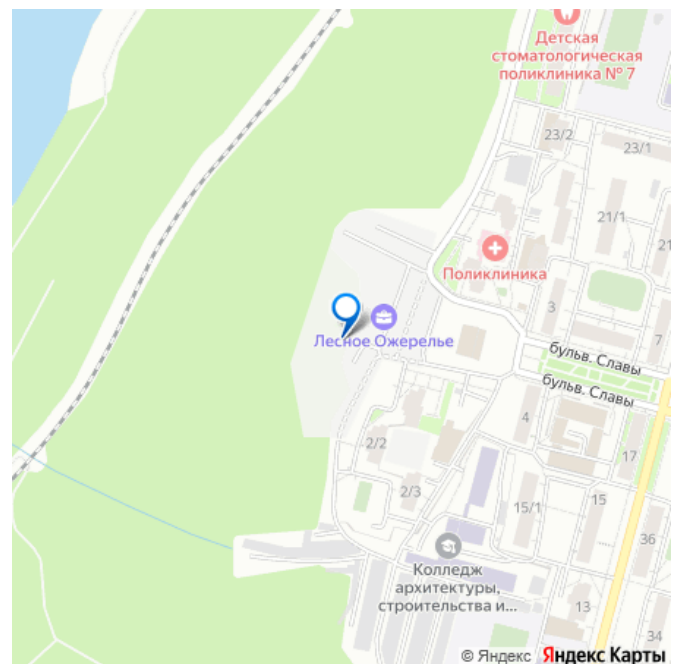 Детская
стоматологическая
поликлиника № 7
23/2
23/1
21/1
21
Поликлиника
3
7
Лесное Ожерелье
бульв. Славы
бульв. Славы
4
17
2/2
2/3
15/1
15
36
Колледж
архитектуры,
строительства и...
13
34
© Яндекс Яндекс Карты